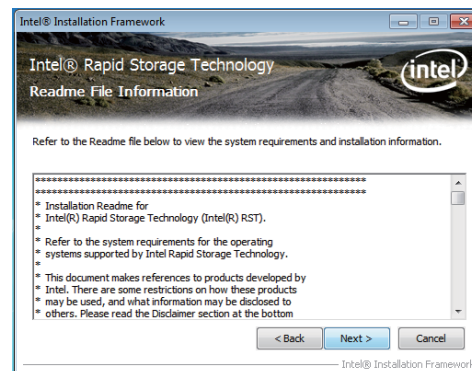 Intel® Installation Framework
Intel® Rapid Storage Technology
Readme File Information
(intel)
Refer to the Readme file below to view the system requirements and installation information.
******************************************************************
******************************************************************
* Installation Readme for
* Intel(R) Rapid Storage Technology (Intel(R) RST).
*
* Refer to the system requirements for the operating
* systems supported by Intel Rapid Storage Technology.
*
* This document makes references to products developed by
* Intel. There are some restrictions on how these products
* may be used, and what information may be disclosed to
* others. Please read the Disclaimer section at the bottom
< Back Next > Cancel
Intel® Installation Framework